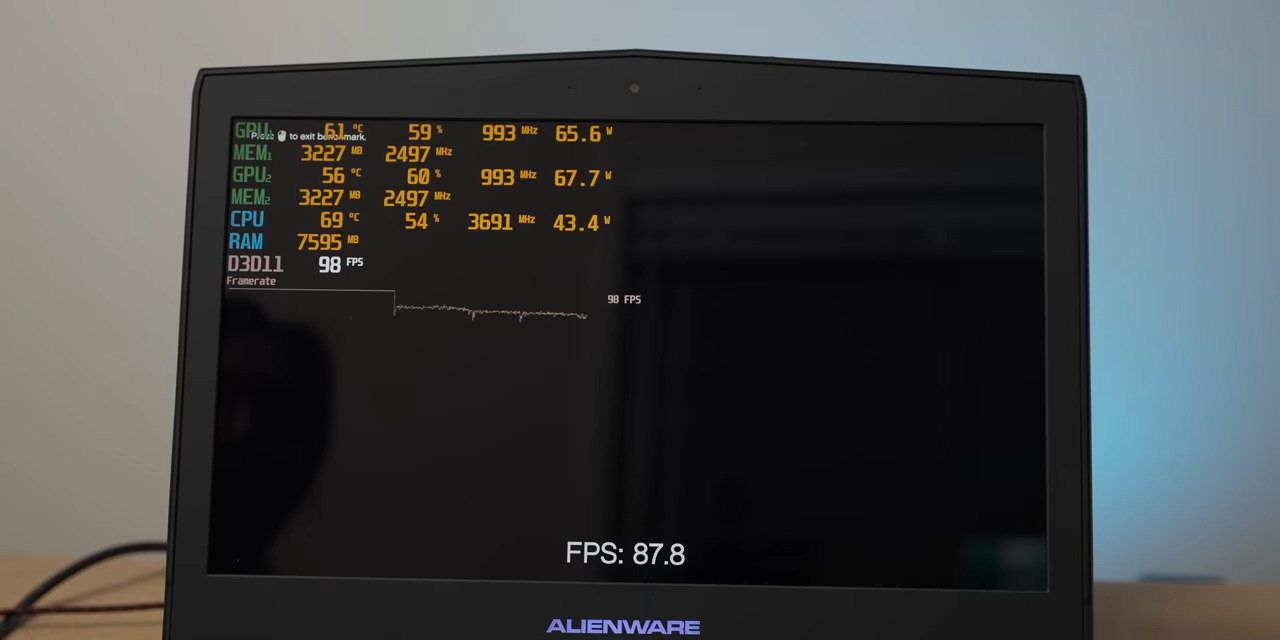 GPU₁ 61 °C 59 % 993 MHz 65.6 W
Press to exit benchmark.
MEM₁ 3227 MB 2497 MHz
GPU₂ 56 °C 60 % 993 MHz 67.7 W
MEM₂ 3227 MB 2497 MHz
CPU 69 °C 54 % 3691 MHz 43.4 W
RAM 7595 MB
D3D11 98 FPS
Framerate
98 FPS
FPS: 87.8
ALIENWARE